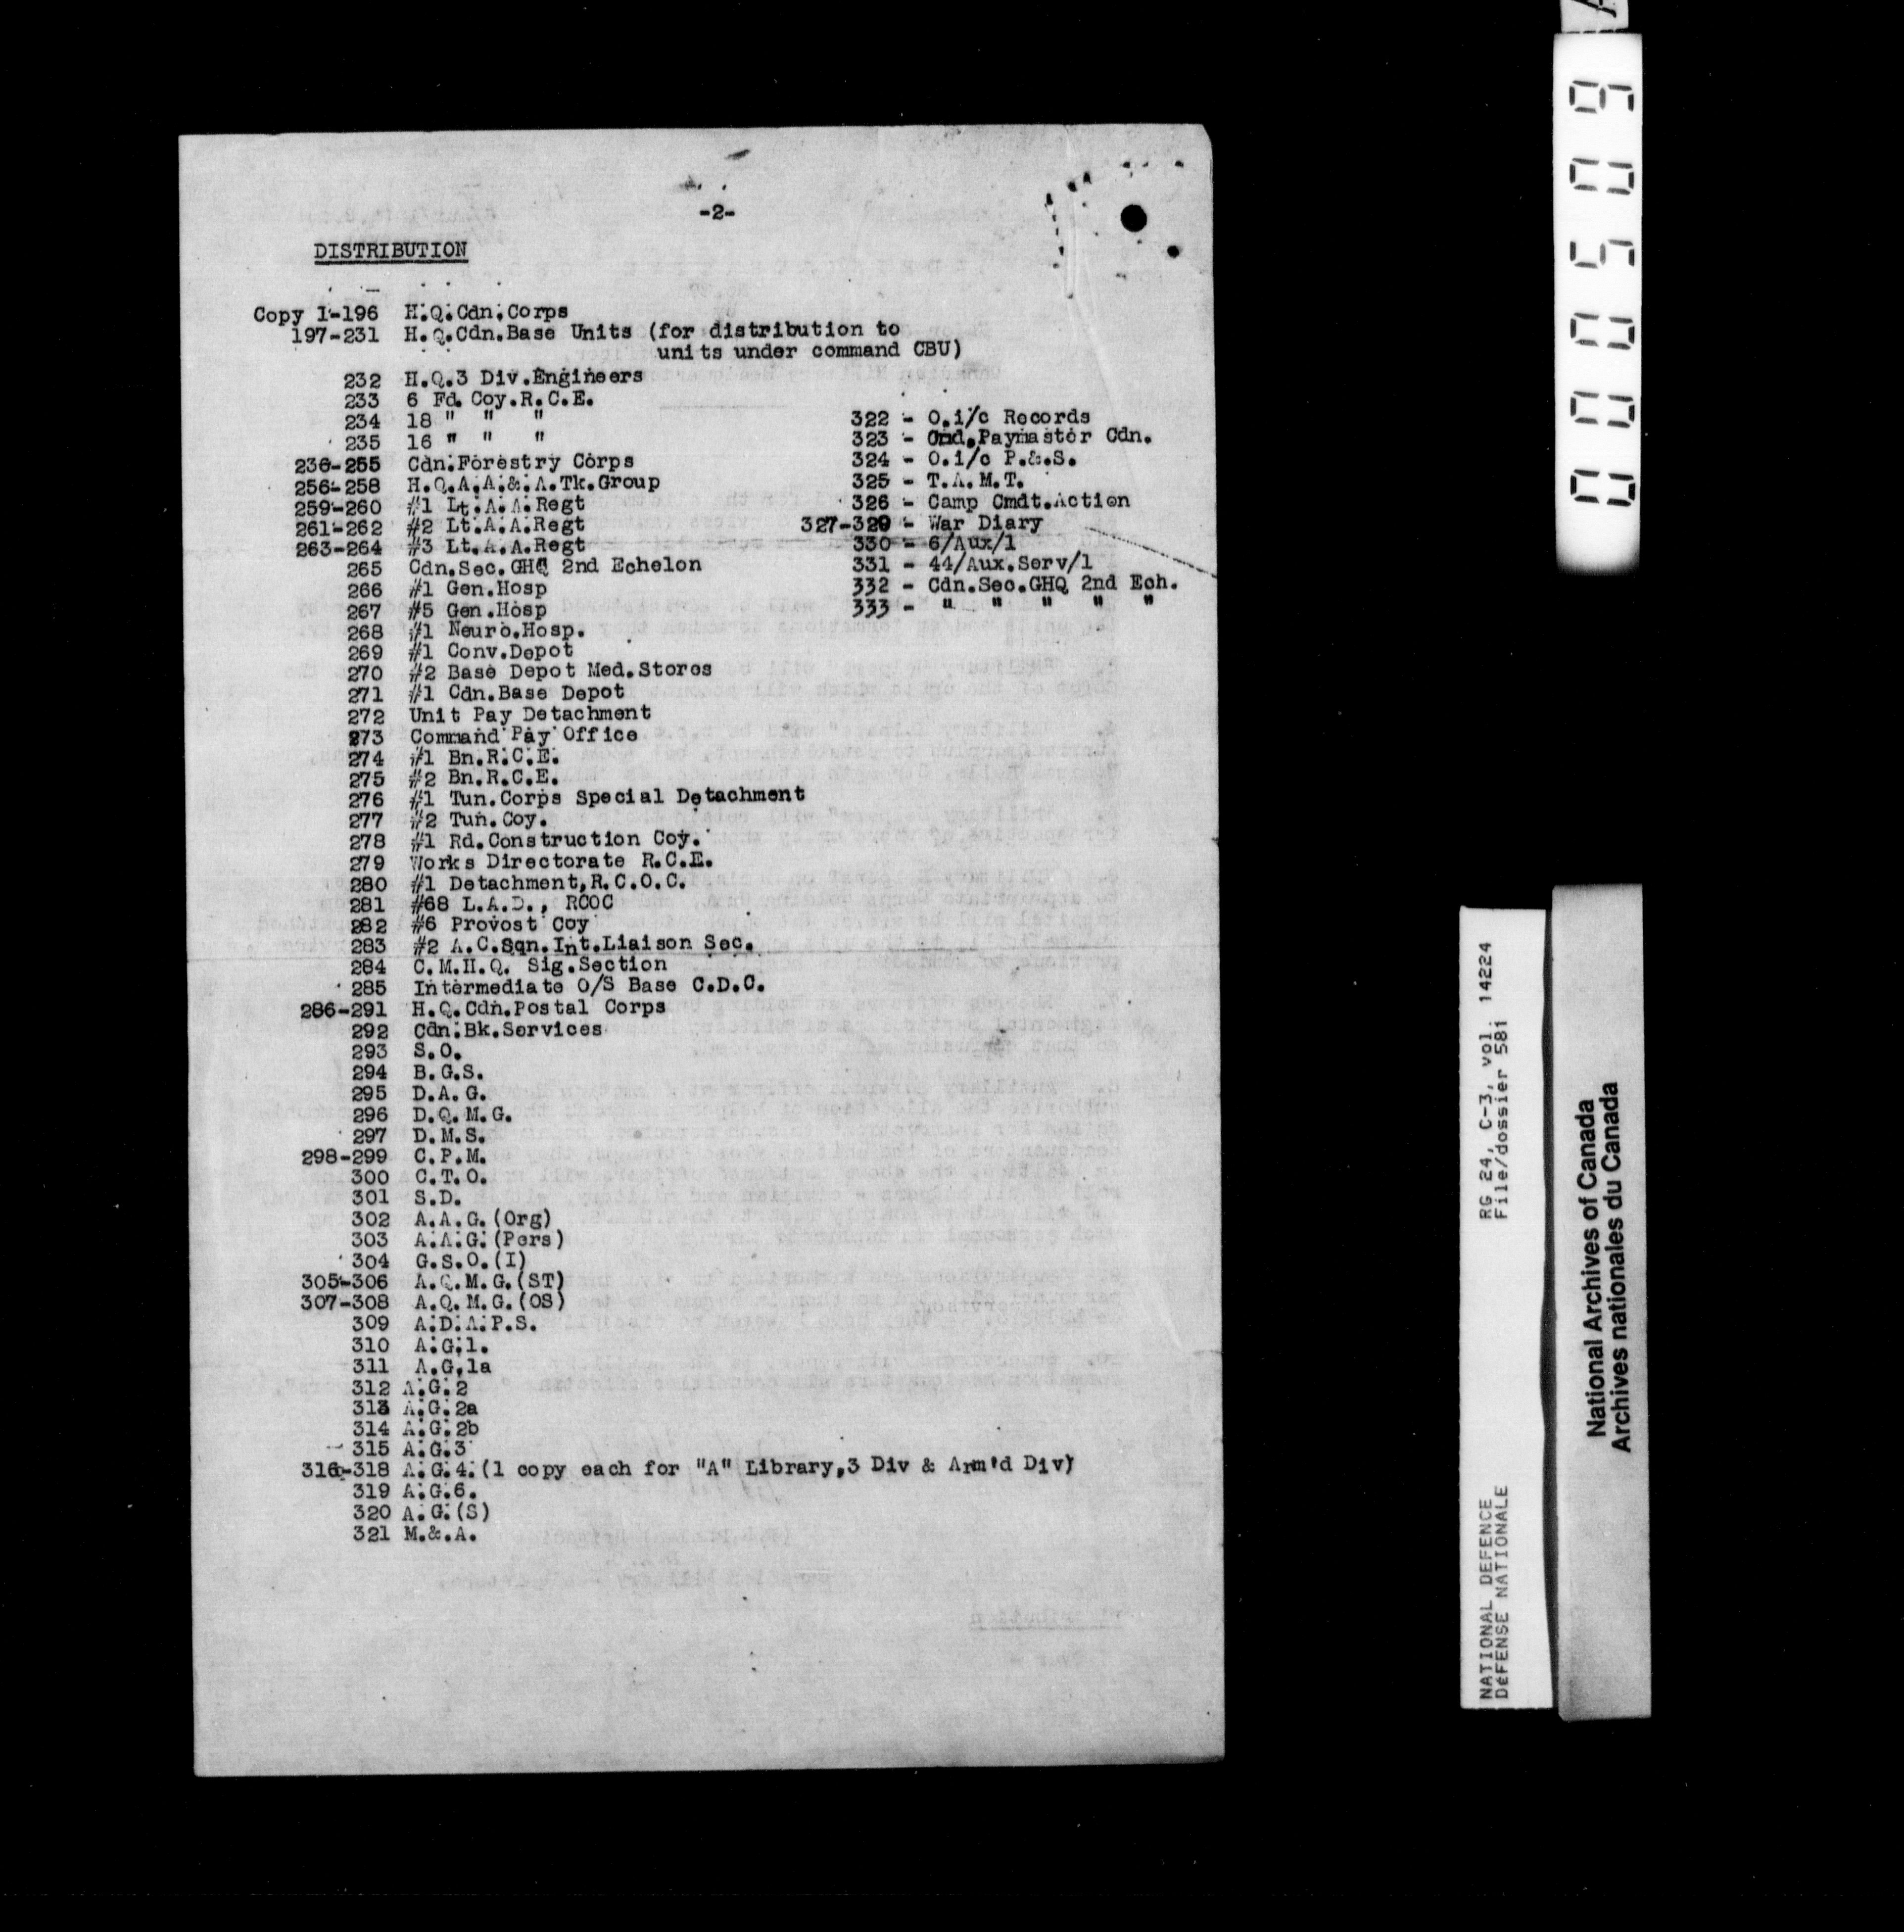 -2-
DISTRIBUTION
Copy 1-196 H.Q.Cdn.Corps
197-231 H.Q.Cdn.Base Units (for distribution to
units under command CBU)
232 H.Q.3 Div.Engineers
233 6 Fd. Coy.R.C.E.
234 18 " " "
235 16 " " "
236-255 Cdn.Forestry Corps
256-258 H.Q.A.A.&.A.Tk.Group
259-260 #1 Lt.A.A.Regt
261-262 #2 Lt.A.A.Regt
263-264 #3 Lt.A.A.Regt
265 Cdn.Sec.GHQ 2nd Echelon
266 #1 Gen.Hosp
267 #5 Gen.Hosp
268 #1 Neuro.Hosp.
269 #1 Conv.Depot
270 #2 Base Depot Med.Stores
271 #1 Cdn.Base Depot
272 Unit Pay Detachment
273 Command Pay Office
274 #1 Bn.R.C.E.
275 #2 Bn.R.C.E.
276 #1 Tun.Corps Special Detachment
277 #2 Tun.Coy.
278 #1 Rd.Construction Coy.
279 Works Directorate R.C.E.
280 #1 Detachment,R.C.O.C.
281 #68 L.A.D., RCOC
282 #6 Provost Coy
283 #2 A.C.Sqn.Int.Liaison Sec.
284 C.M.H.Q. Sig.Section
285 Intermediate O/S Base C.D.C.
286-291 H.Q.Cdn.Postal Corps
292 Cdn.Bk.Services
293 S.O.
294 B.G.S.
295 D.A.G.
296 D.Q.M.G.
297 D.M.S.
298-299 C.P.M.
300 C.T.O.
301 S.D.
302 A.A.G.(Org)
303 A.A.G.(Pers)
304 G.S.O.(I)
305-306 A.Q.M.G.(ST)
307-308 A.Q.M.G.(OS)
309 A.D.A.P.S.
310 A.G.1.
311 A.G.1a
312 A.G.2
313 A.G.2a
314 A.G.2b
315 A.G.3
316-318 A.G.4.(1 copy each for "A" Library,3 Div & Arm'd Div)
319 A.G.6.
320 A.G.(S)
321 M.&.A.
322 - O.i/c Records
323 - Cmd.Paymaster Cdn.
324 - O.i/c P.&.S.
325 - T.A.M.T.
326 - Camp Cmdt.Action
327-329 - War Diary
330 - 6/Aux/1
331 - 44/Aux.Serv/1
332 - Cdn.Sec.GHQ 2nd Ech.
333 - " " " " "
0000509
RG 24, C-3, vol. 14224
File/dossier 581
NATIONAL DEFENCE
DéFENSE NATIONALE
National Archives of Canada
Archives nationales du Canada